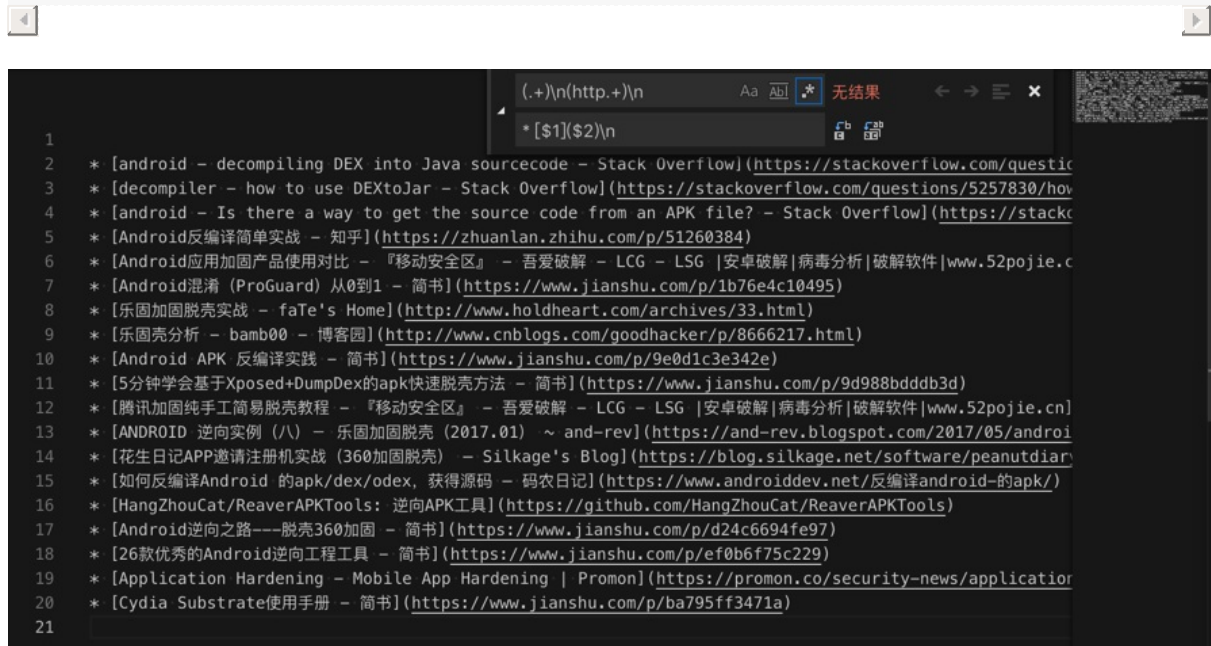 (.+)\n(http.+)\n Aa Abl .* 无结果
* [$1]($2)\n
1
2 * [android - decompiling DEX into Java sourcecode - Stack Overflow](https://stackoverflow.com/questio
3 * [decompiler - how to use DEXtoJar - Stack Overflow](https://stackoverflow.com/questions/5257830/how
4 * [android - Is there a way to get the source code from an APK file? - Stack Overflow](https://stacko
5 * [Android反编译简单实战 - 知乎](https://zhuanlan.zhihu.com/p/51260384)
6 * [Android应用加固产品使用对比 - 『移动安全区』 - 吾爱破解 - LCG - LSG |安卓破解|病毒分析|破解软件|www.52pojie.c
7 * [Android混淆（ProGuard）从0到1 - 简书](https://www.jianshu.com/p/1b76e4c10495)
8 * [乐固加固脱壳实战 - faTe's Home](http://www.holdheart.com/archives/33.html)
9 * [乐固壳分析 - bamb00 - 博客园](http://www.cnblogs.com/goodhacker/p/8666217.html)
10 * [Android APK 反编译实践 - 简书](https://www.jianshu.com/p/9e0d1c3e342e)
11 * [5分钟学会基于Xposed+DumpDex的apk快速脱壳方法 - 简书](https://www.jianshu.com/p/9d988bdddb3d)
12 * [腾讯加固纯手工简易脱壳教程 - 『移动安全区』 - 吾爱破解 - LCG - LSG |安卓破解|病毒分析|破解软件|www.52pojie.cn]
13 * [ANDROID 逆向实例（八）— 乐固加固脱壳（2017.01） ~ and-rev](https://and-rev.blogspot.com/2017/05/androi
14 * [花生日记APP邀请注册机实战（360加固脱壳） - Silkage's Blog](https://blog.silkage.net/software/peanutdiary
15 * [如何反编译Android 的apk/dex/odex，获得源码 - 码农日记](https://www.androiddev.net/反编译android-的apk/)
16 * [HangZhouCat/ReaverAPKTools: 逆向APK工具](https://github.com/HangZhouCat/ReaverAPKTools)
17 * [Android逆向之路---脱壳360加固 - 简书](https://www.jianshu.com/p/d24c6694fe97)
18 * [26款优秀的Android逆向工程工具 - 简书](https://www.jianshu.com/p/ef0b6f75c229)
19 * [Application Hardening - Mobile App Hardening | Promon](https://promon.co/security-news/application
20 * [Cydia Substrate使用手册 - 简书](https://www.jianshu.com/p/ba795ff3471a)
21